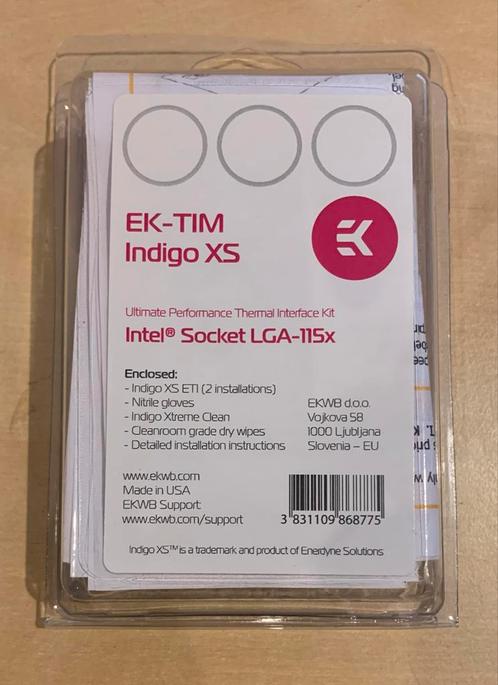 EK-TIM
Indigo XS
EK
Ultimate Performance Thermal Interface Kit
Intel® Socket LGA-115x
Enclosed:
- Indigo XS ETI (2 installations)
- Nitrile gloves
- Indigo Xtreme Clean
- Cleanroom grade dry wipes
- Detailed installation instructions
EKWB d.o.o.
Vojkova 58
1000 Ljubljana
Slovenia – EU
www.ekwb.com
Made in USA
EKWB Support:
www.ekwb.com/support
3 831109 868775
Indigo XS™ is a trademark and product of Enerdyne Solutions